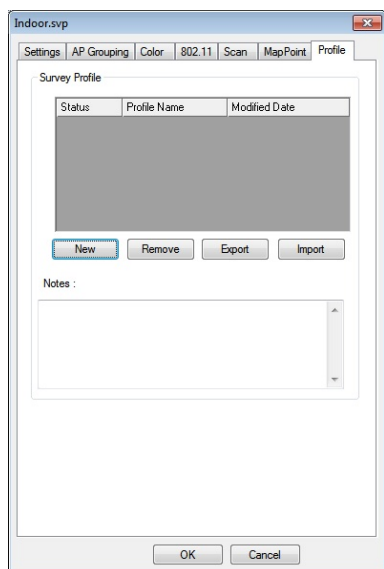 Indoor.svp
Settings AP Grouping Color 802.11 Scan MapPoint Profile
Survey Profile
Status Profile Name Modified Date
New Remove Export Import
Notes :
OK Cancel